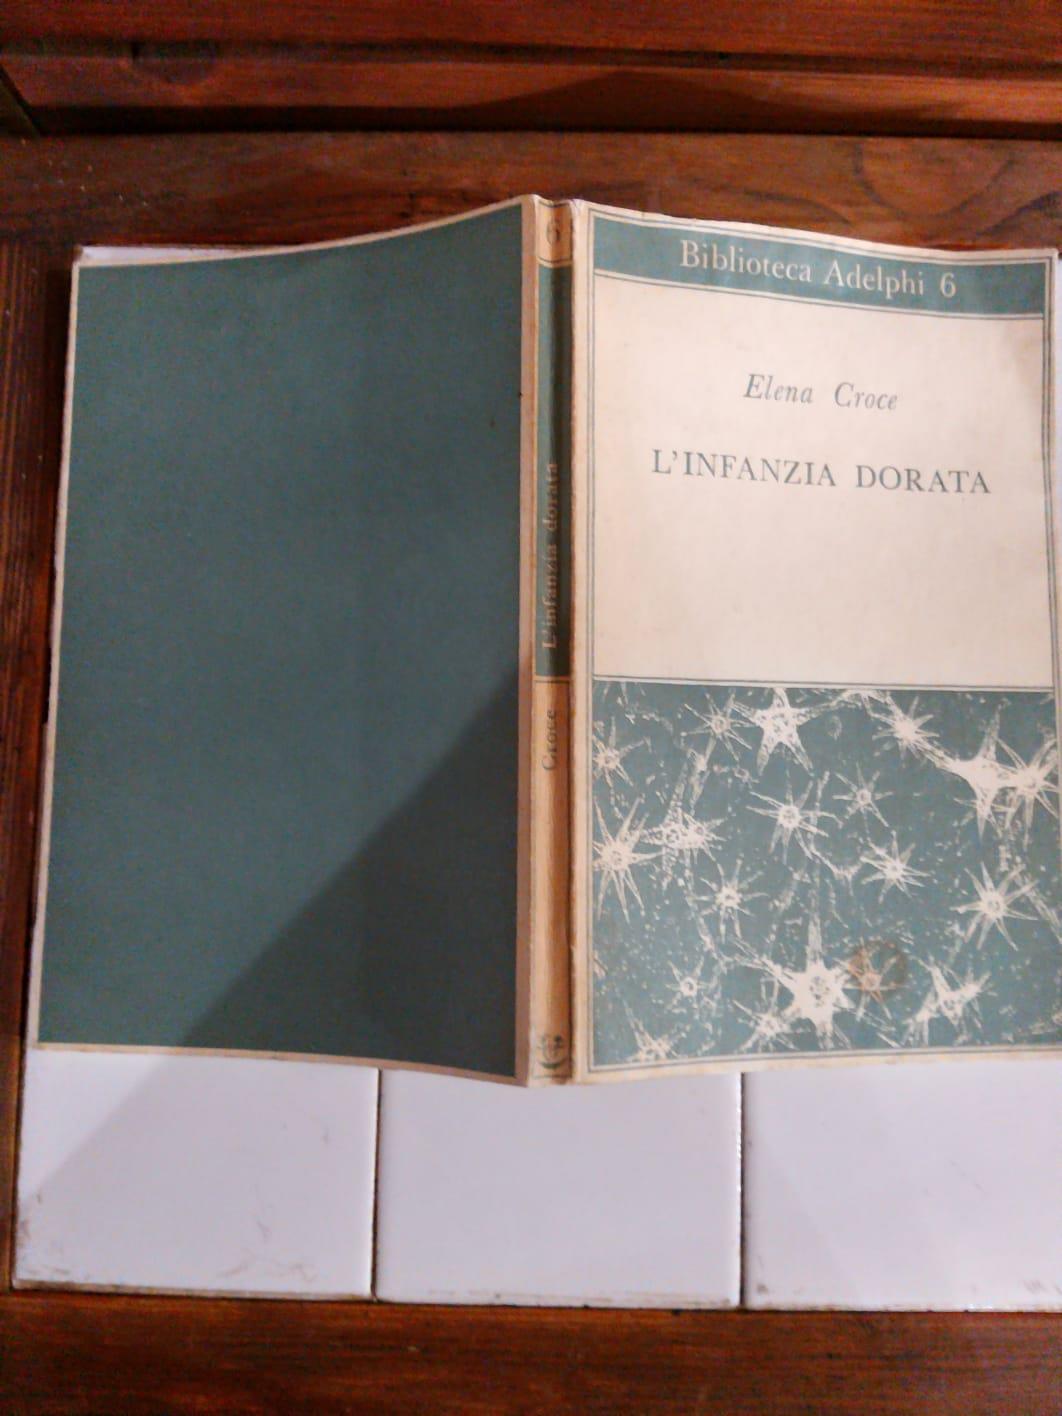 6
L'infanzia dorata
Croce
Biblioteca Adelphi 6
Elena Croce
L'INFANZIA DORATA